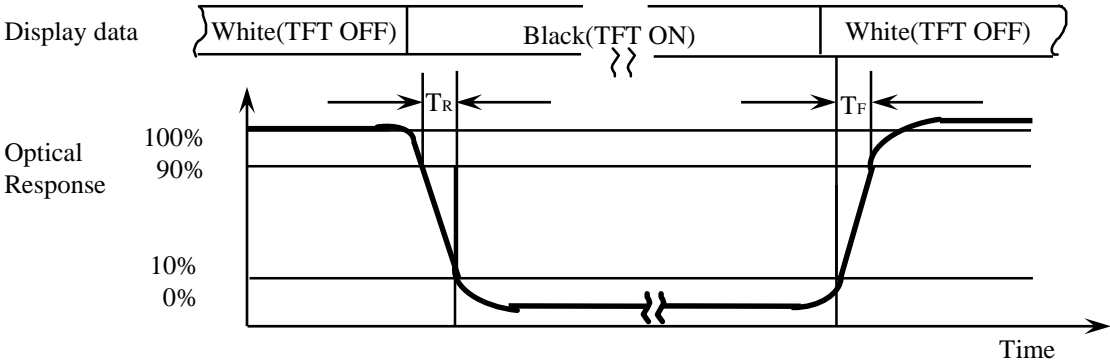 Display data
White(TFT OFF) Black(TFT ON) White(TFT OFF)
TR TF
100%
Optical
Response
90%
10%
0%
Time